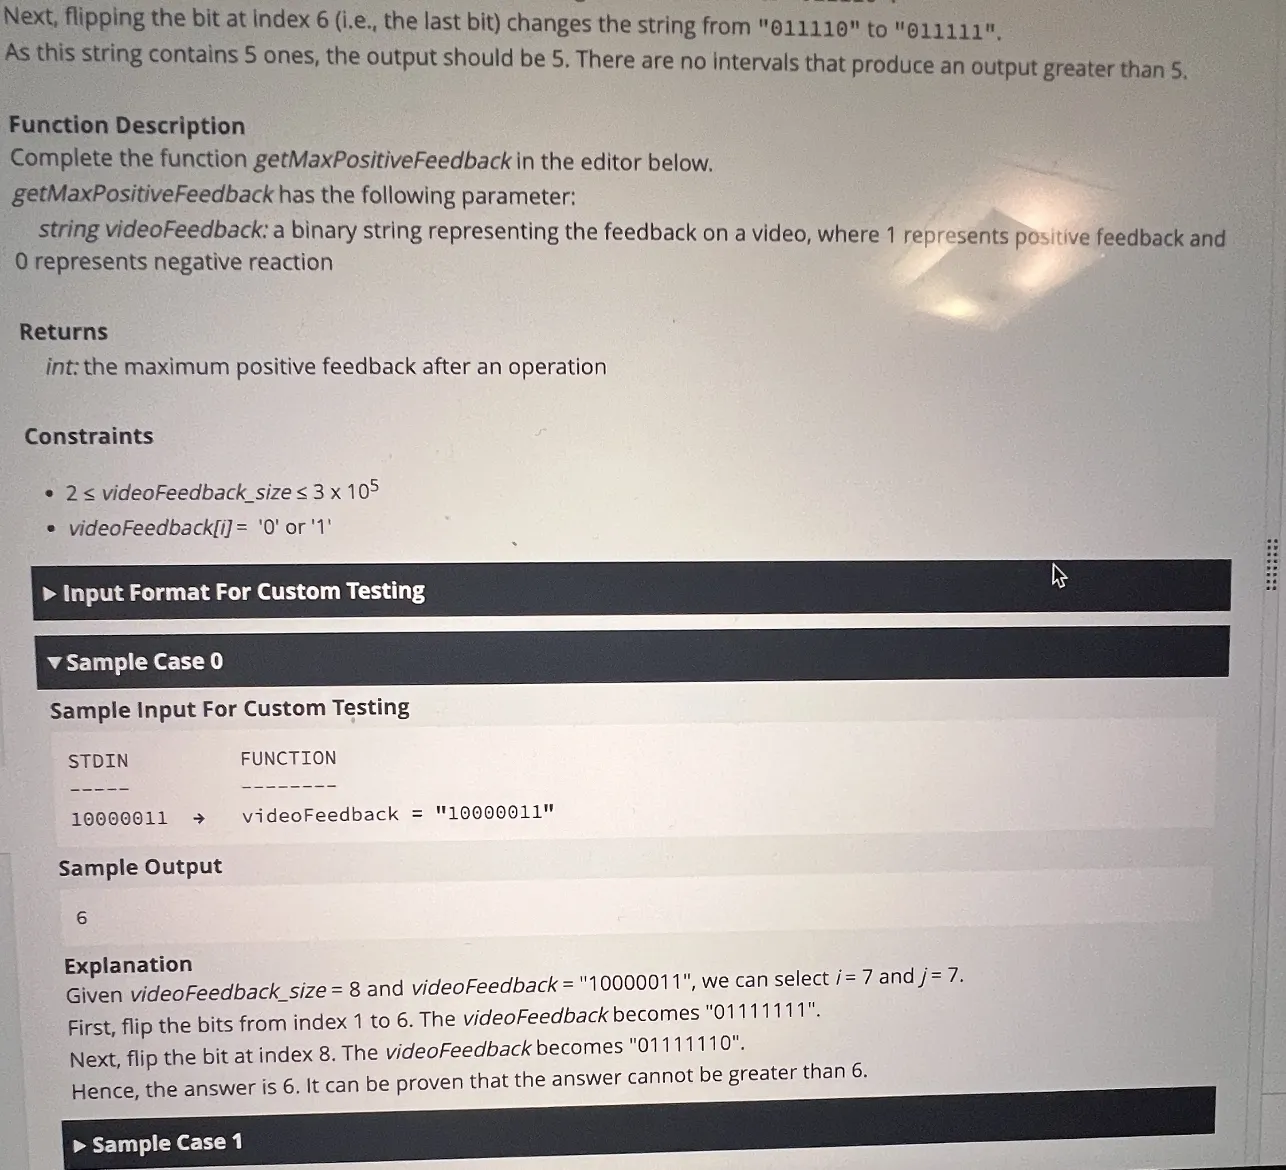 Next, flipping the bit at index 6 (i.e., the last bit) changes the string from "011110" to "011111".
As this string contains 5 ones, the output should be 5. There are no intervals that produce an output greater than 5.
Function Description
Complete the function getMaxPositiveFeedback in the editor below.
getMaxPositiveFeedback has the following parameter:
string videoFeedback: a binary string representing the feedback on a video, where 1 represents positive feedback and
0 represents negative reaction
Returns
int: the maximum positive feedback after an operation
Constraints
• 2 ≤ videoFeedback_size ≤ 3 x 10⁵
• videoFeedback[i] = '0' or '1'
▶ Input Format For Custom Testing
▼ Sample Case 0
Sample Input For Custom Testing
STDIN FUNCTION
----- --------
10000011 → videoFeedback = "10000011"
Sample Output
6
Explanation
Given videoFeedback_size = 8 and videoFeedback = "10000011", we can select i = 7 and j = 7.
First, flip the bits from index 1 to 6. The videoFeedback becomes "01111111".
Next, flip the bit at index 8. The videoFeedback becomes "01111110".
Hence, the answer is 6. It can be proven that the answer cannot be greater than 6.
▶ Sample Case 1